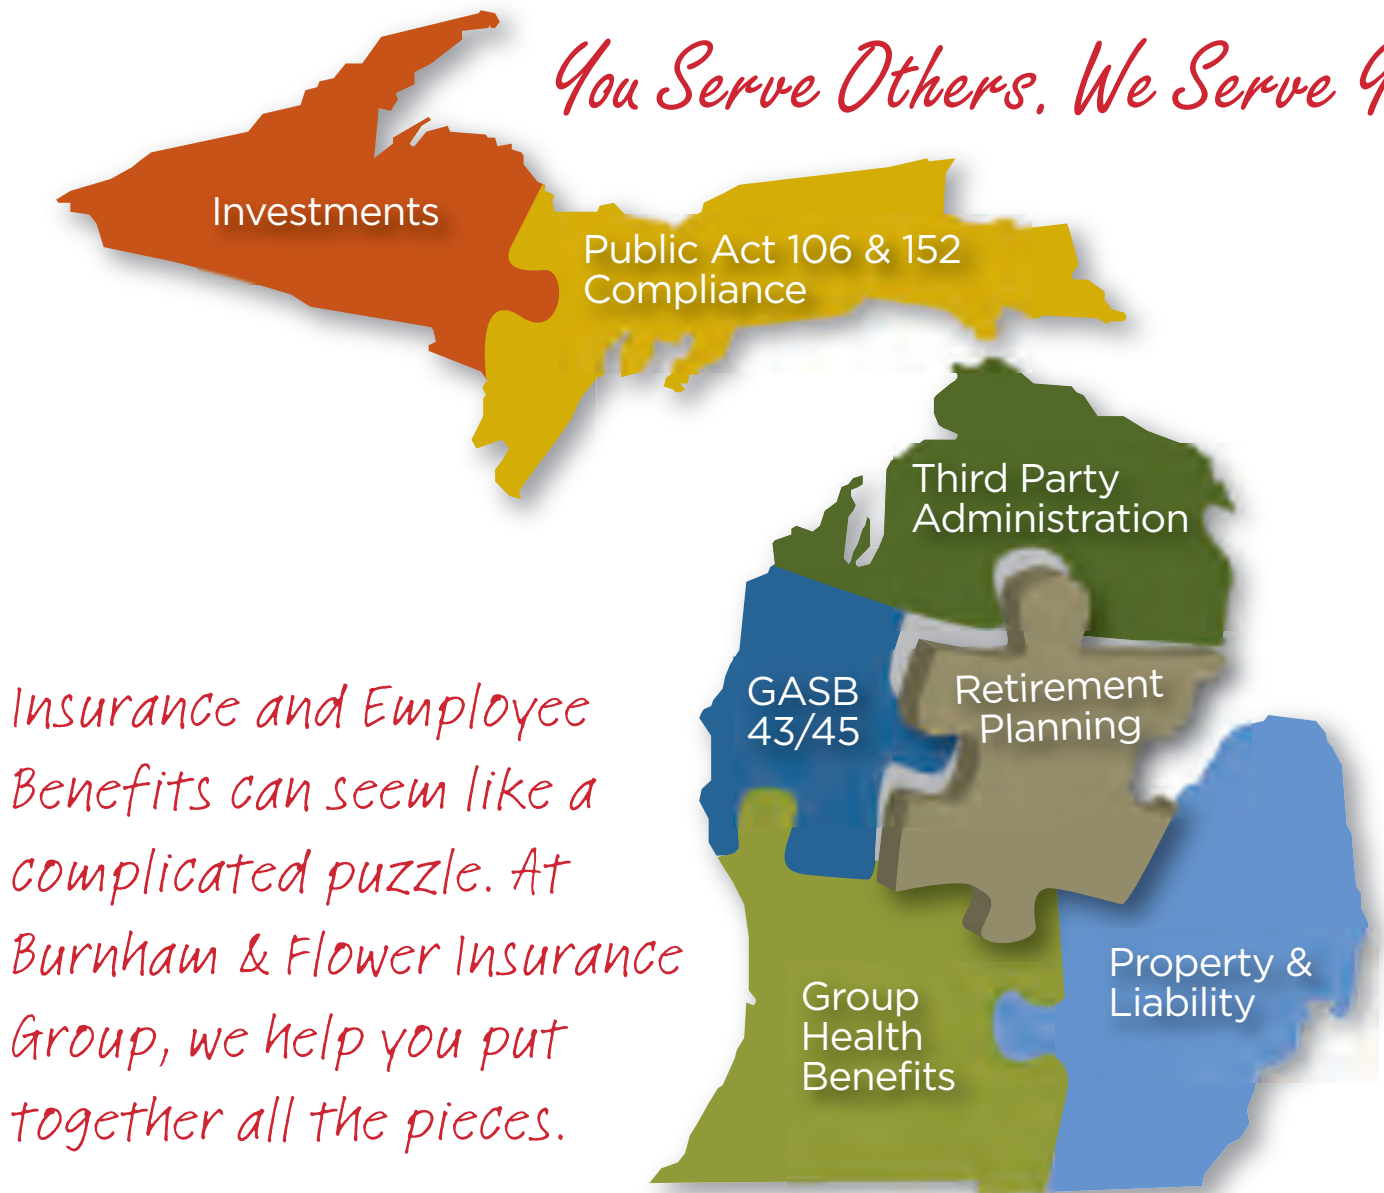 You Serve Others. We Serve
Investments
Public Act 106 & 152
Compliance
Third Party
Administration
GASB
43/45
Retirement
Planning
Insurance and Employee
Benefits can seem like a
complicated puzzle. At
Burnham & Flower Insurance
Group, we help you put
together all the pieces.
Property &
Liability
Group
Health
Benefits